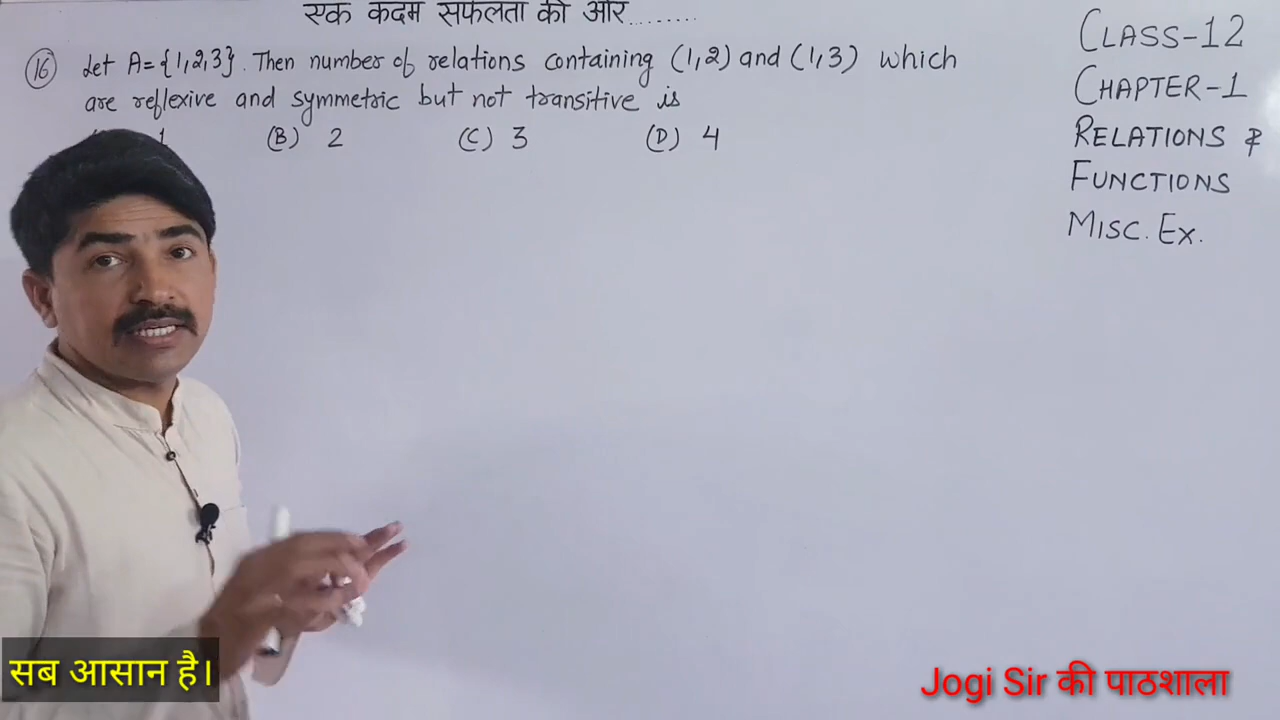 एक कदम सफलता की ओर.........
(16) Let A={1,2,3}. Then number of relations containing (1,2) and (1,3) which
are reflexive and symmetric but not transitive is
1 (B) 2 (C) 3 (D) 4
CLASS-12
CHAPTER-1
RELATIONS &
FUNCTIONS
MISC. EX.
सब आसान है।
Jogi Sir की पाठशाला